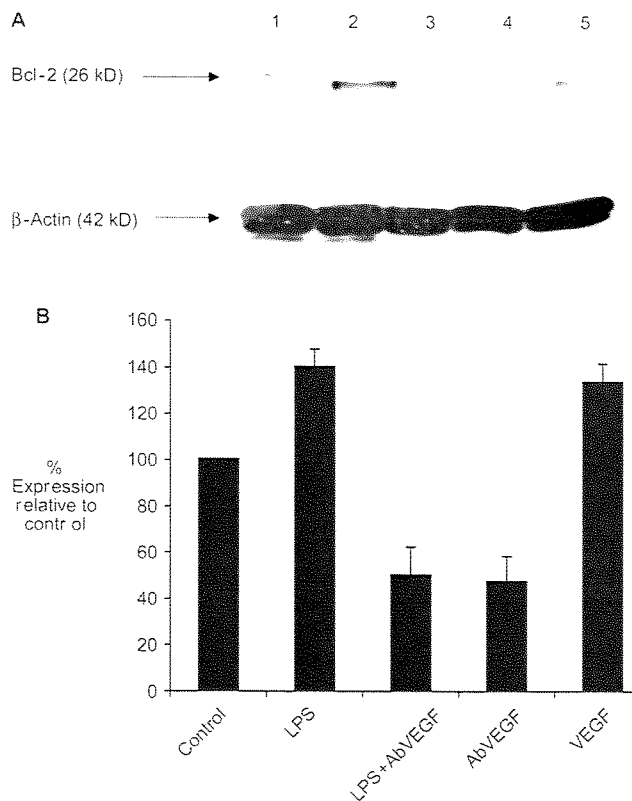 A
1 2 3 4 5
Bcl-2 (26 kD)
β-Actin (42 kD)
B
160
140
120
100
80
60
40
20
0
%
Expression
relative to
contr ol
Control
LPS
LPS+AbVEGF
AbVEGF
VEGF